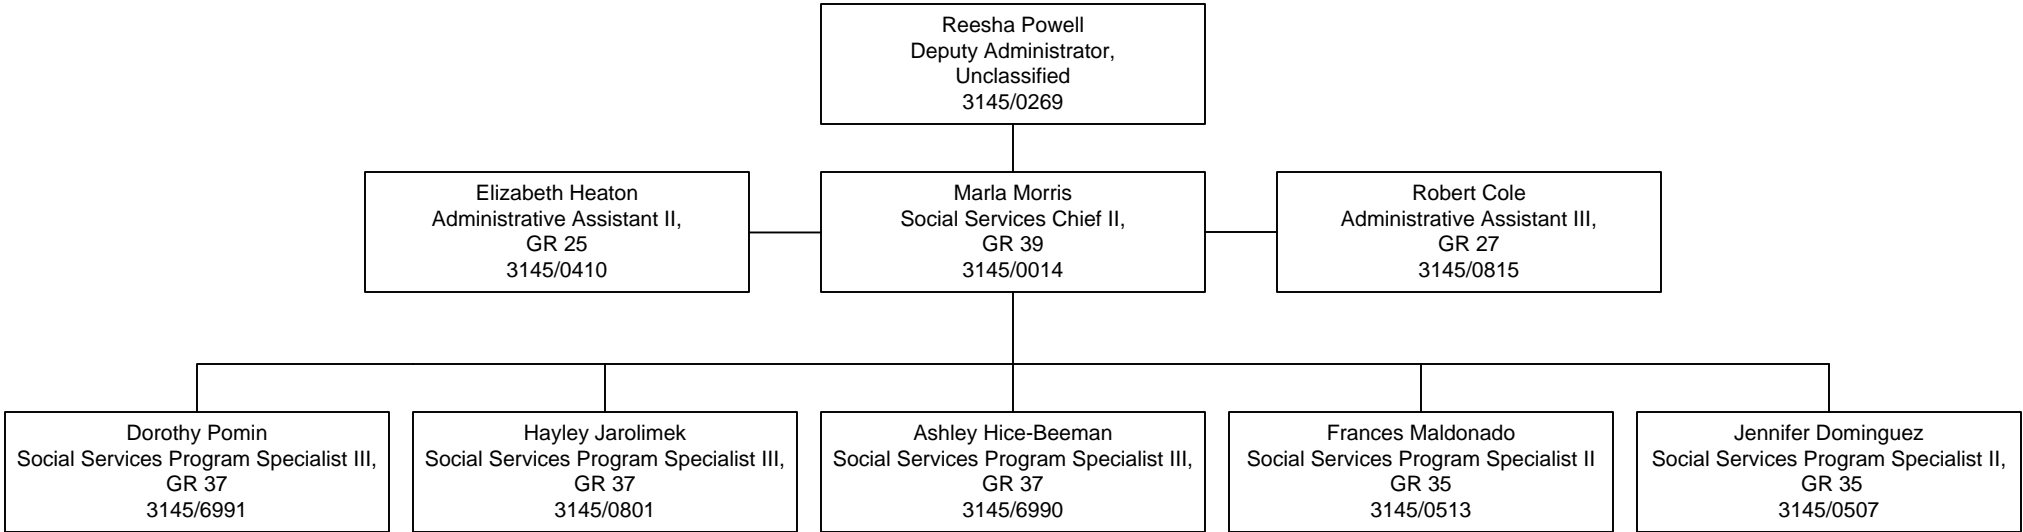 Reesha Powell
Deputy Administrator,
Unclassified
3145/0269
Elizabeth Heaton
Administrative Assistant II,
GR 25
3145/0410
Marla Morris
Social Services Chief II,
GR 39
3145/0014
Robert Cole
Administrative Assistant III,
GR 27
3145/0815
Dorothy Pomin
Social Services Program Specialist III,
GR 37
3145/6991
Hayley Jarolimek
Social Services Program Specialist III,
GR 37
3145/0801
Ashley Hice-Beeman
Social Services Program Specialist III,
GR 37
3145/6990
Frances Maldonado
Social Services Program Specialist II
GR 35
3145/0513
Jennifer Dominguez
Social Services Program Specialist II,
GR 35
3145/0507